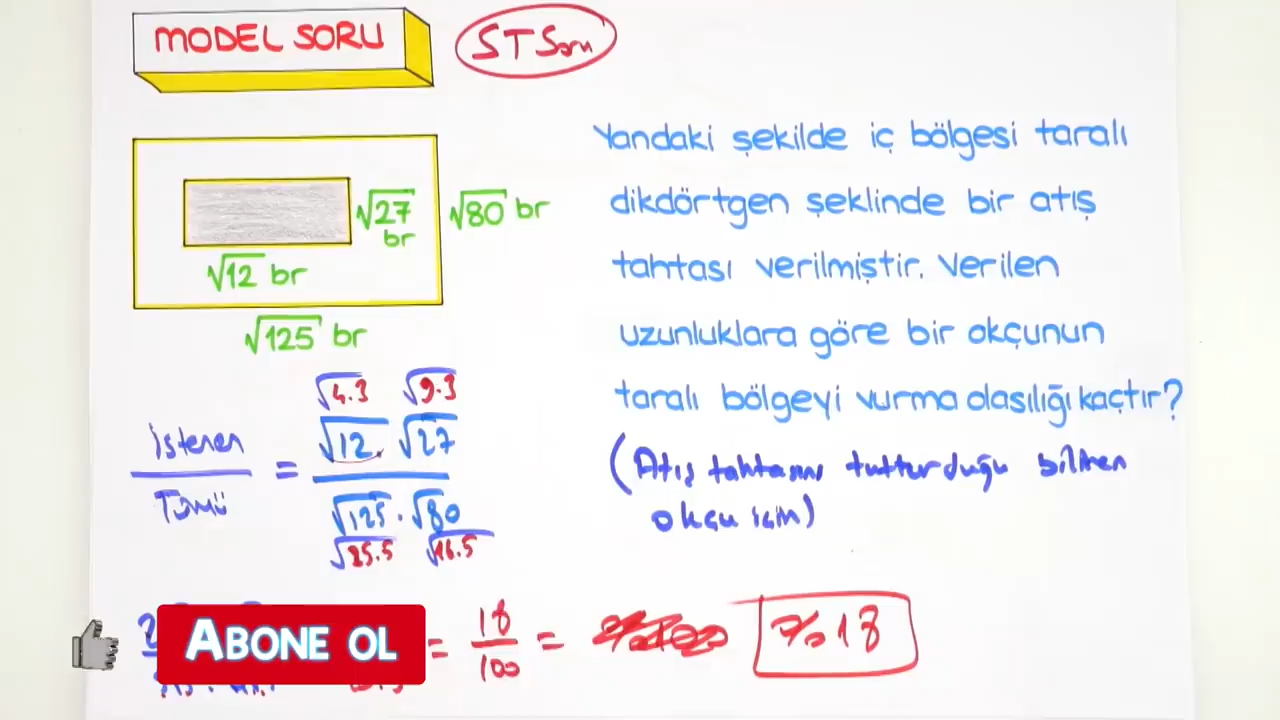 MODEL SORU
ST Soru
√27 br
√80 br
√12 br
√125 br
Yandaki şekilde iç bölgesi taralı
dikdörtgen şeklinde bir atış
tahtası verilmiştir. Verilen
uzunluklara göre bir okçunun
taralı bölgeyi vurma olasılığı kaçtır?
(Atış tahtasını tutturduğu bilinen
okçu için)
√4.3 √9.3
İstenen = √12 . √27
Tümü √125 . √80
√25.5 √16.5
= 18/100 = %18
ABONE OL